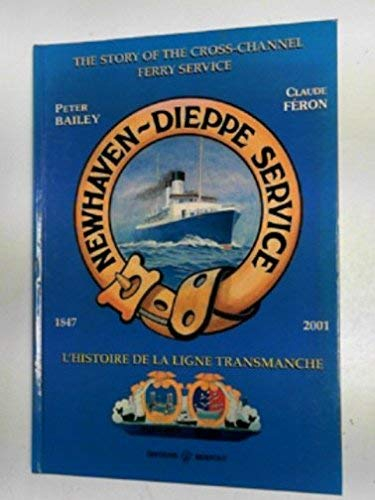 THE STORY OF THE CROSS-CHANNEL
FERRY SERVICE
PETER
BAILEY
CLAUDE
FÉRON
NEWHAVEN~DIEPPE SERVICE
1847
2001
L'HISTOIRE DE LA LIGNE TRANSMANCHE